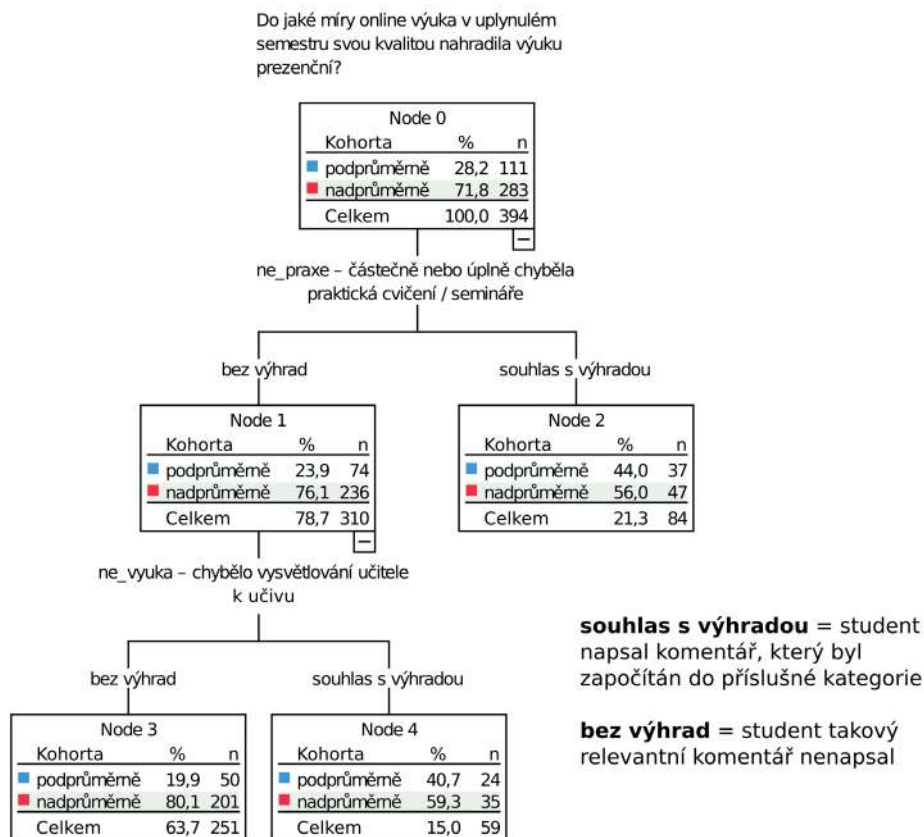 Do jaké míry online výuka v uplynulém
semestru svou kvalitou nahradila výuku
prezenční?
Node 0
Kohorta % n
podprůměrně 28,2 111
nadprůměrně 71,8 283
Celkem 100,0 394
ne_praxe – částečně nebo úplně chyběla
praktická cvičení / semináře
bez výhrad
souhlas s výhradou
Node 1
Kohorta % n
podprůměrně 23,9 74
nadprůměrně 76,1 236
Celkem 78,7 310
Node 2
Kohorta % n
podprůměrně 44,0 37
nadprůměrně 56,0 47
Celkem 21,3 84
ne_vyuka – chybělo vysvětlování učitele
k učivu
bez výhrad
souhlas s výhradou
Node 3
Kohorta % n
podprůměrně 19,9 50
nadprůměrně 80,1 201
Celkem 63,7 251
Node 4
Kohorta % n
podprůměrně 40,7 24
nadprůměrně 59,3 35
Celkem 15,0 59
souhlas s výhradou = student
napsal komentář, který byl
započítán do příslušné kategorie
bez výhrad = student takový
relevantní komentář nenapsal